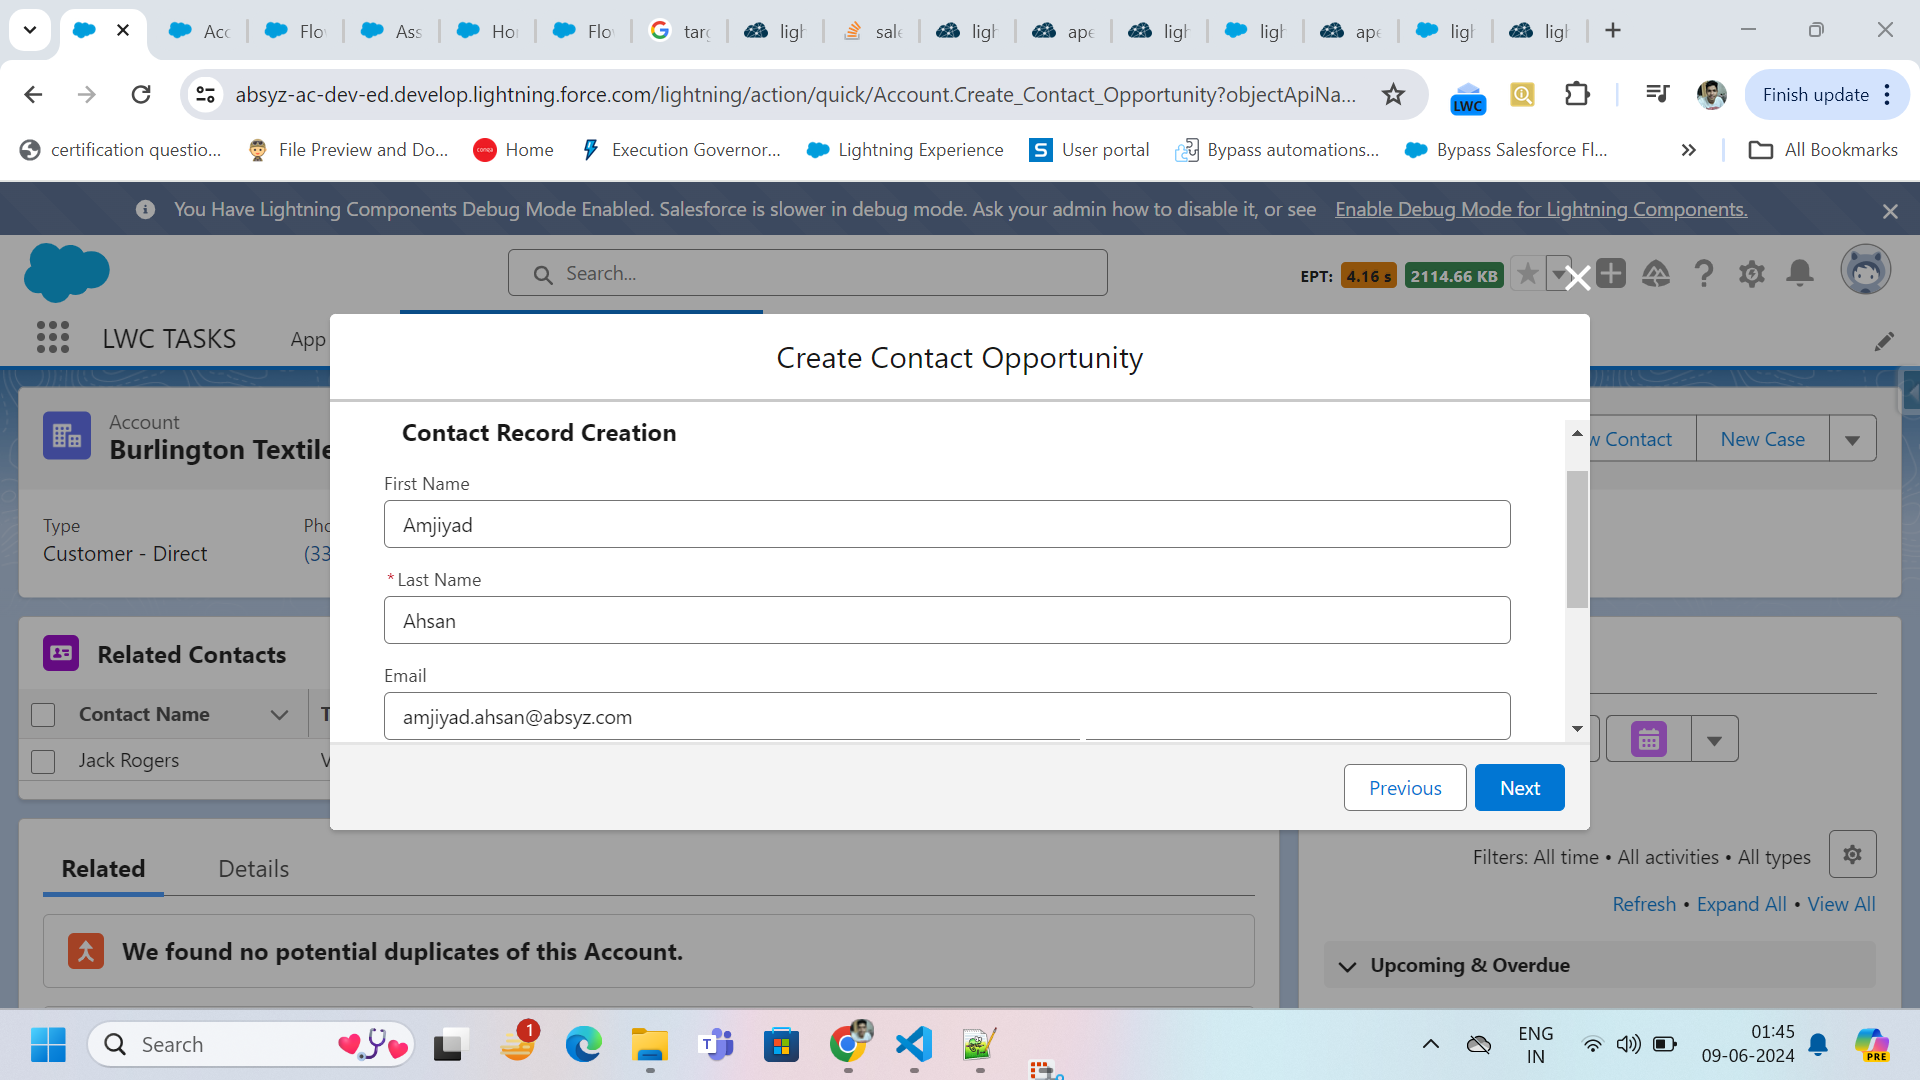 Acc
Flo
Ass
Ho
Flo
targ
ligh
sale
ligh
ape
ligh
ligh
ape
ligh
ligh
absyz-ac-dev-ed.develop.lightning.force.com/lightning/action/quick/Account.Create_Contact_Opportunity?objectApiNa...
LWC
Finish update
certification questio...
File Preview and Do...
Home
Execution Governor...
Lightning Experience
S User portal
Bypass automations...
Bypass Salesforce Fl...
All Bookmarks
You Have Lightning Components Debug Mode Enabled. Salesforce is slower in debug mode. Ask your admin how to disable it, or see Enable Debug Mode for Lightning Components.
Search...
EPT: 4.16 s 2114.66 KB
LWC TASKS
App
Create Contact Opportunity
Account
Burlington Textile
w Contact
New Case
Type
Customer - Direct
Pho
(33
Contact Record Creation
First Name
Amjiyad
*Last Name
Ahsan
Email
amjiyad.ahsan@absyz.com
Previous
Next
Related Contacts
Contact Name
T
Jack Rogers
V
Related
Details
We found no potential duplicates of this Account.
Filters: All time • All activities • All types
Refresh • Expand All • View All
Upcoming & Overdue
Search
1
T
ENG
IN
01:45
09-06-2024
PRE